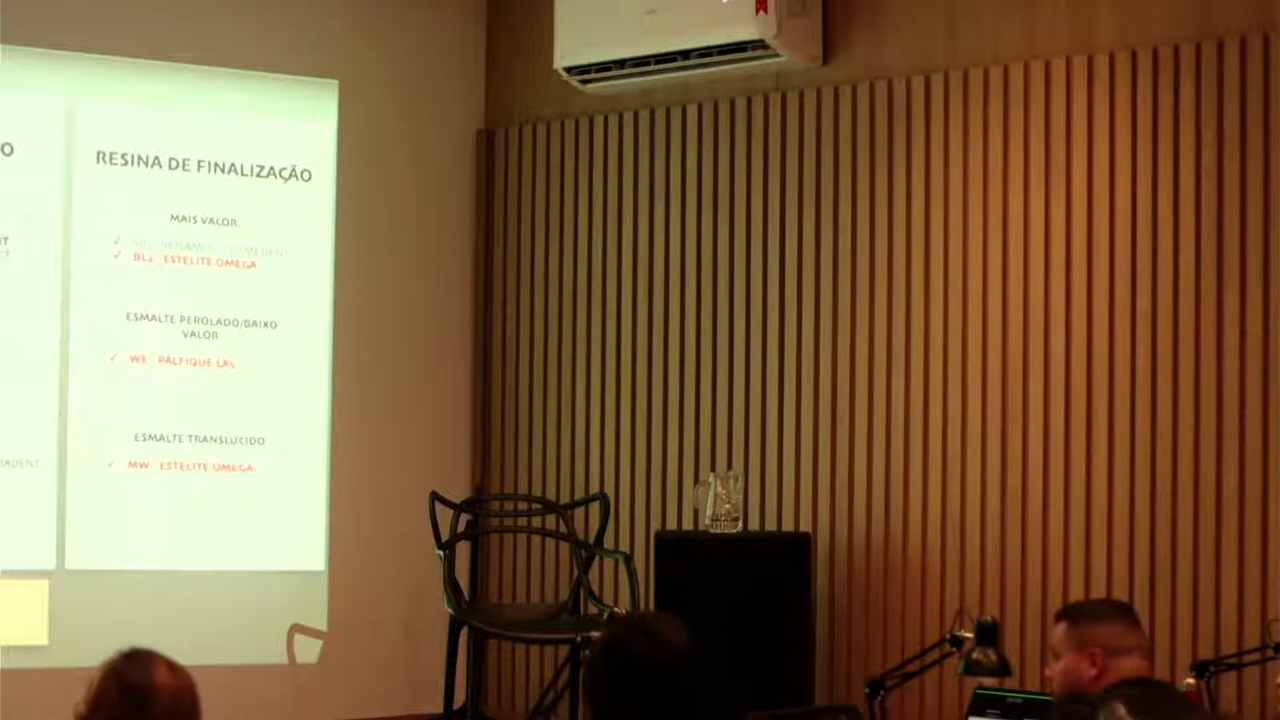 O
RESINA DE FINALIZAÇÃO
MAIS VALOR:
✓ BL2 ESTELITE OMEGA
ESMALTE PEROLADO/BAIXO
VALOR
✓ WE PALFIQUE LX5
ESMALTE TRANSLUCIDO
✓ MW ESTELITE OMEGA